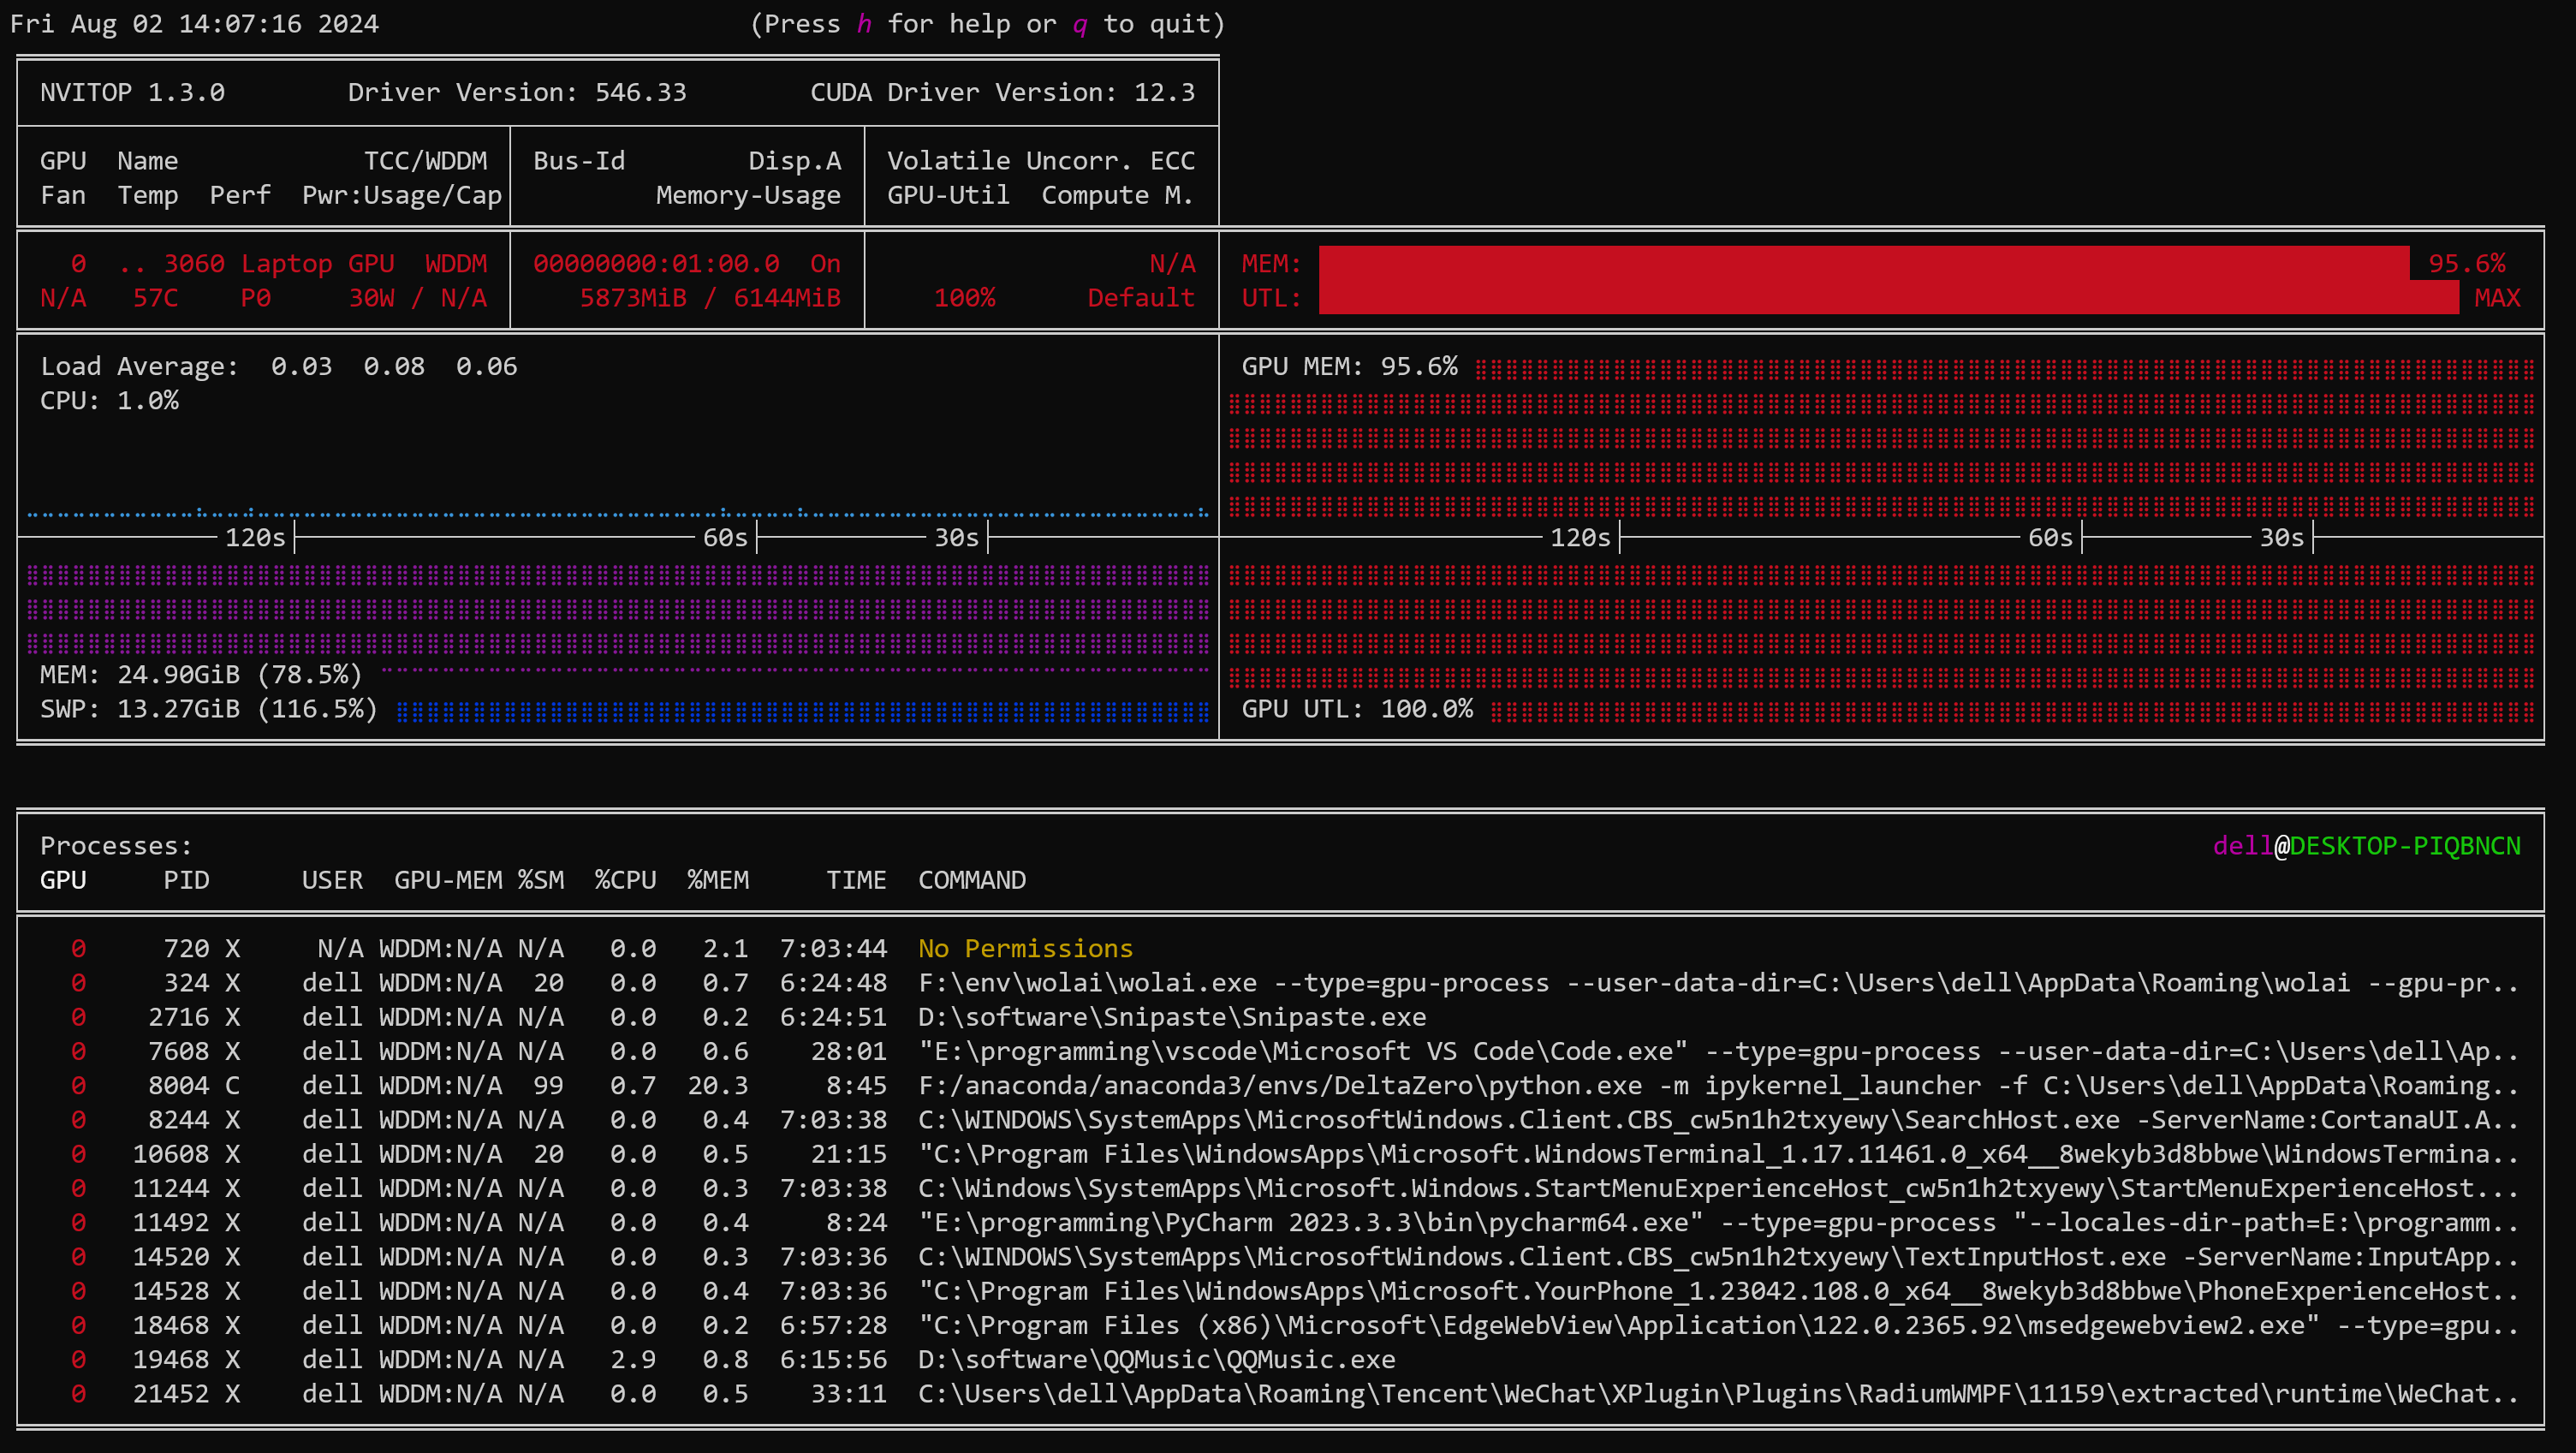 Fri Aug 02 14:07:16 2024 (Press h for help or q to quit)
NVITOP 1.3.0 Driver Version: 546.33 CUDA Driver Version: 12.3
GPU Name TCC/WDDM Bus-Id Disp.A Volatile Uncorr. ECC
Fan Temp Perf Pwr:Usage/Cap Memory-Usage GPU-Util Compute M.
0 .. 3060 Laptop GPU WDDM 00000000:01:00.0 On N/A MEM: 95.6%
N/A 57C P0 30W / N/A 5873MiB / 6144MiB 100% Default UTL: MAX
Load Average: 0.03 0.08 0.06 GPU MEM: 95.6%
CPU: 1.0%
120s 60s 30s 120s 60s 30s
MEM: 24.90GiB (78.5%)
SWP: 13.27GiB (116.5%) GPU UTL: 100.0%
Processes: dell@DESKTOP-PIQBNCN
GPU PID USER GPU-MEM %SM %CPU %MEM TIME COMMAND
0 720 X N/A WDDM:N/A N/A 0.0 2.1 7:03:44 No Permissions
0 324 X dell WDDM:N/A 20 0.0 0.7 6:24:48 F:\env\wolai\wolai.exe --type=gpu-process --user-data-dir=C:\Users\dell\AppData\Roaming\wolai --gpu-pr..
0 2716 X dell WDDM:N/A N/A 0.0 0.2 6:24:51 D:\software\Snipaste\Snipaste.exe
0 7608 X dell WDDM:N/A N/A 0.0 0.6 28:01 "E:\programming\vscode\Microsoft VS Code\Code.exe" --type=gpu-process --user-data-dir=C:\Users\dell\Ap..
0 8004 C dell WDDM:N/A 99 0.7 20.3 8:45 F:/anaconda/anaconda3/envs/DeltaZero\python.exe -m ipykernel_launcher -f C:\Users\dell\AppData\Roaming..
0 8244 X dell WDDM:N/A N/A 0.0 0.4 7:03:38 C:\WINDOWS\SystemApps\MicrosoftWindows.Client.CBS_cw5n1h2txyewy\SearchHost.exe -ServerName:CortanaUI.A..
0 10608 X dell WDDM:N/A 20 0.0 0.5 21:15 "C:\Program Files\WindowsApps\Microsoft.WindowsTerminal_1.17.11461.0_x64__8wekyb3d8bbwe\WindowsTermina..
0 11244 X dell WDDM:N/A N/A 0.0 0.3 7:03:38 C:\Windows\SystemApps\Microsoft.Windows.StartMenuExperienceHost_cw5n1h2txyewy\StartMenuExperienceHost...
0 11492 X dell WDDM:N/A N/A 0.0 0.4 8:24 "E:\programming\PyCharm 2023.3.3\bin\pycharm64.exe" --type=gpu-process "--locales-dir-path=E:\programm..
0 14520 X dell WDDM:N/A N/A 0.0 0.3 7:03:36 C:\WINDOWS\SystemApps\MicrosoftWindows.Client.CBS_cw5n1h2txyewy\TextInputHost.exe -ServerName:InputApp..
0 14528 X dell WDDM:N/A N/A 0.0 0.4 7:03:36 "C:\Program Files\WindowsApps\Microsoft.YourPhone_1.23042.108.0_x64__8wekyb3d8bbwe\PhoneExperienceHost..
0 18468 X dell WDDM:N/A N/A 0.0 0.2 6:57:28 "C:\Program Files (x86)\Microsoft\EdgeWebView\Application\122.0.2365.92\msedgewebview2.exe" --type=gpu..
0 19468 X dell WDDM:N/A N/A 2.9 0.8 6:15:56 D:\software\QQMusic\QQMusic.exe
0 21452 X dell WDDM:N/A N/A 0.0 0.5 33:11 C:\Users\dell\AppData\Roaming\Tencent\WeChat\XPlugin\Plugins\RadiumWMPF\11159\extracted\runtime\WeChat..